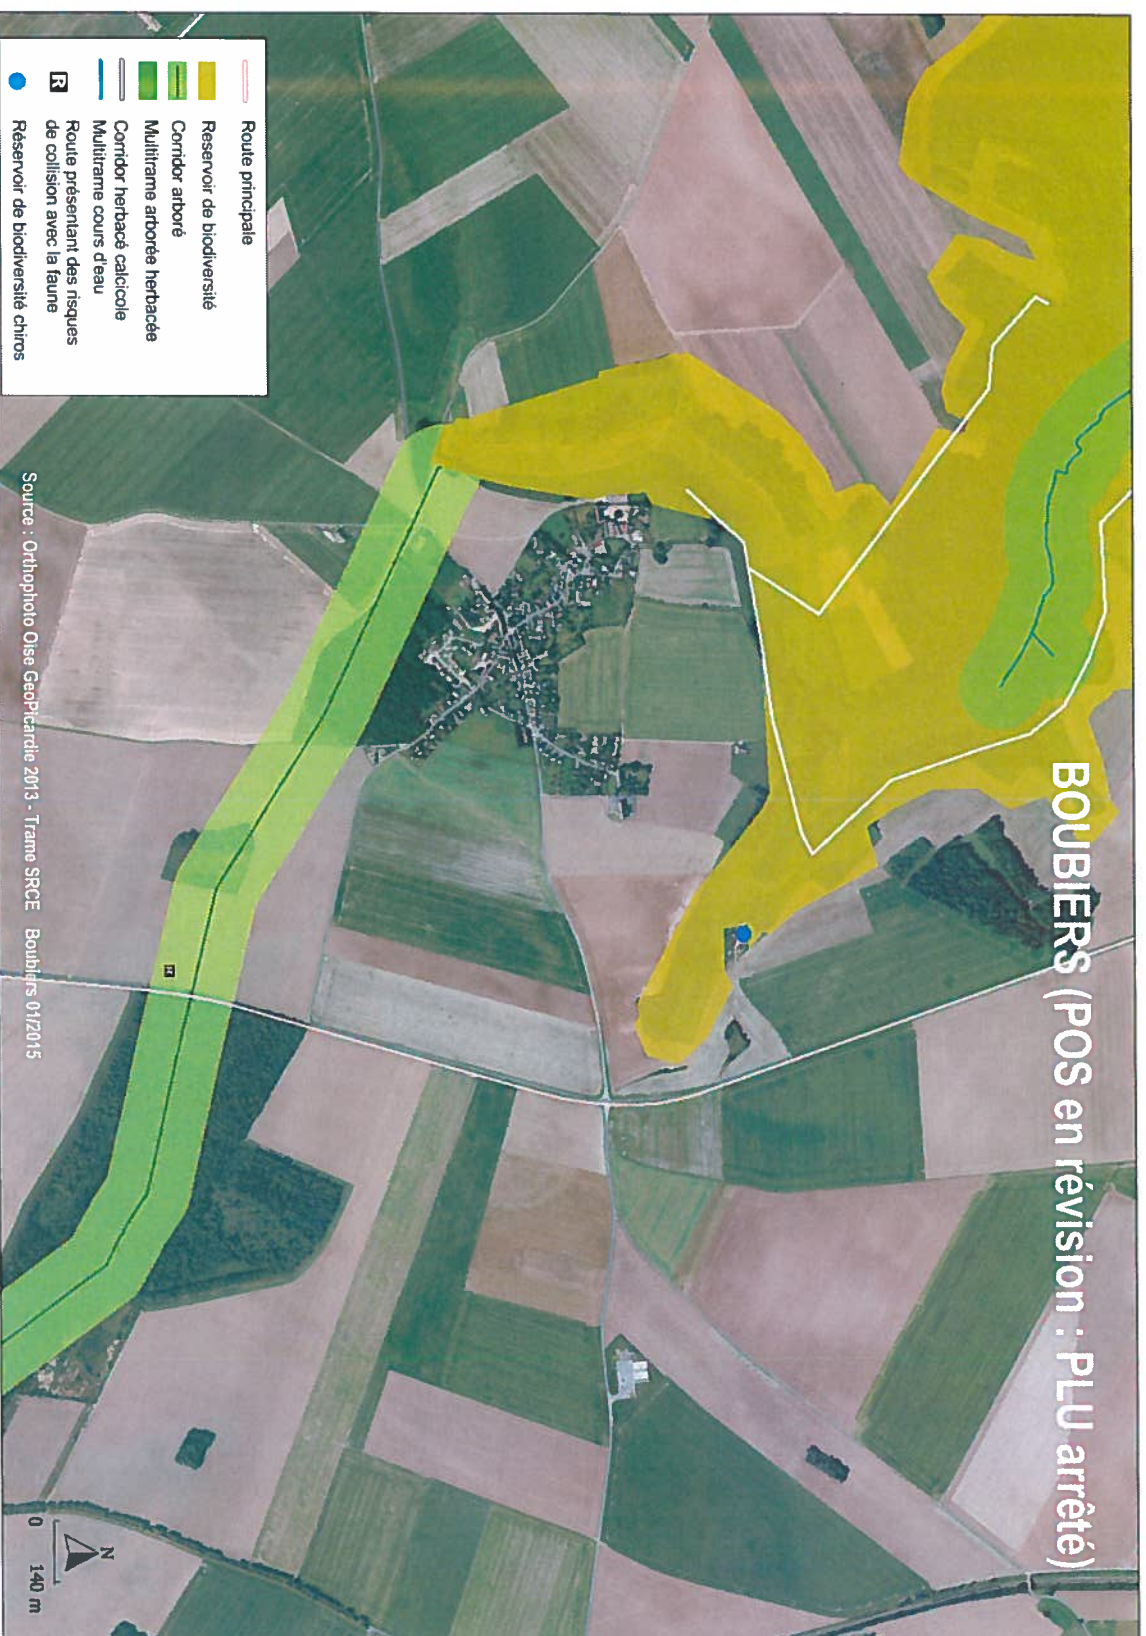 BOUBIERS (POS en révision : PLU arrêté)
Route principale
Reservoir de biodiversité
Corridor arboré
Multitrame arborée herbacée
Corridor herbacé calcicole
Multitrame cours d'eau
R
Route présentant des risques
de collision avec la faune
Réservoir de biodiversité chiros
R
N
0 140 m
Source : Orthophoto Oise GeoPicardie 2013 - Trame SRCE Boubiers 01/2015